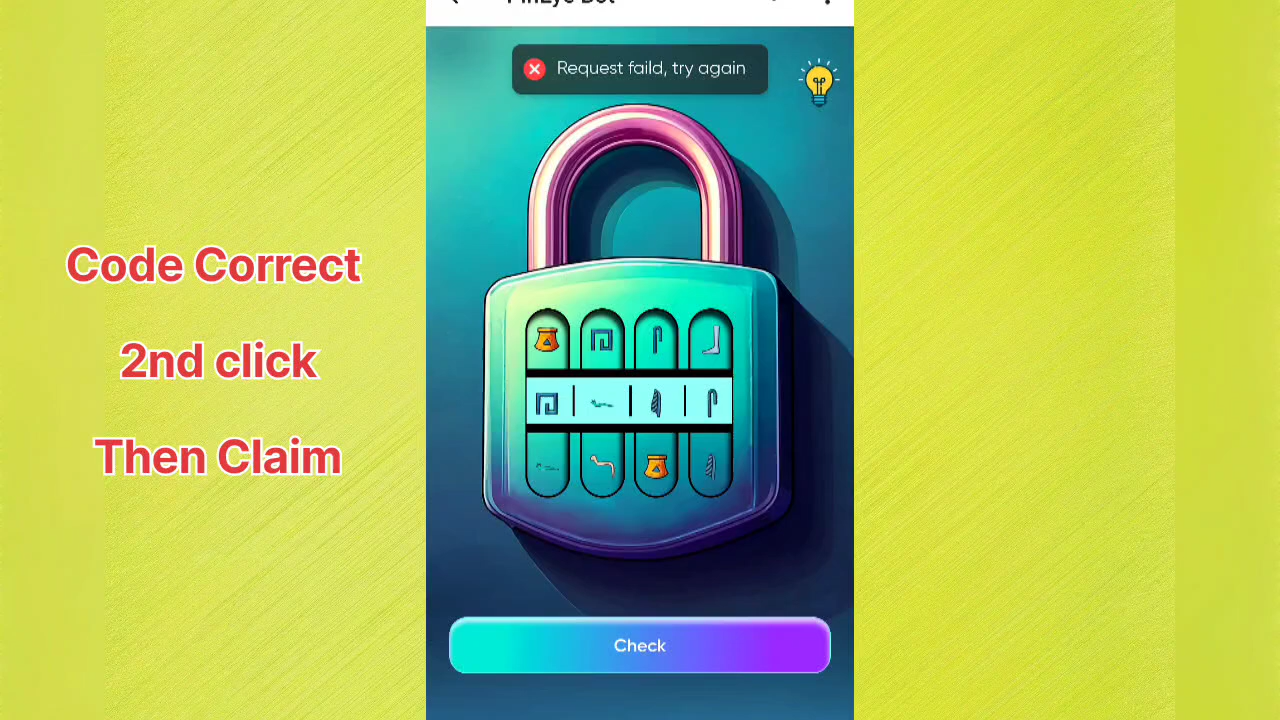 Request faild, try again
Code Correct
2nd click
Then Claim
Check